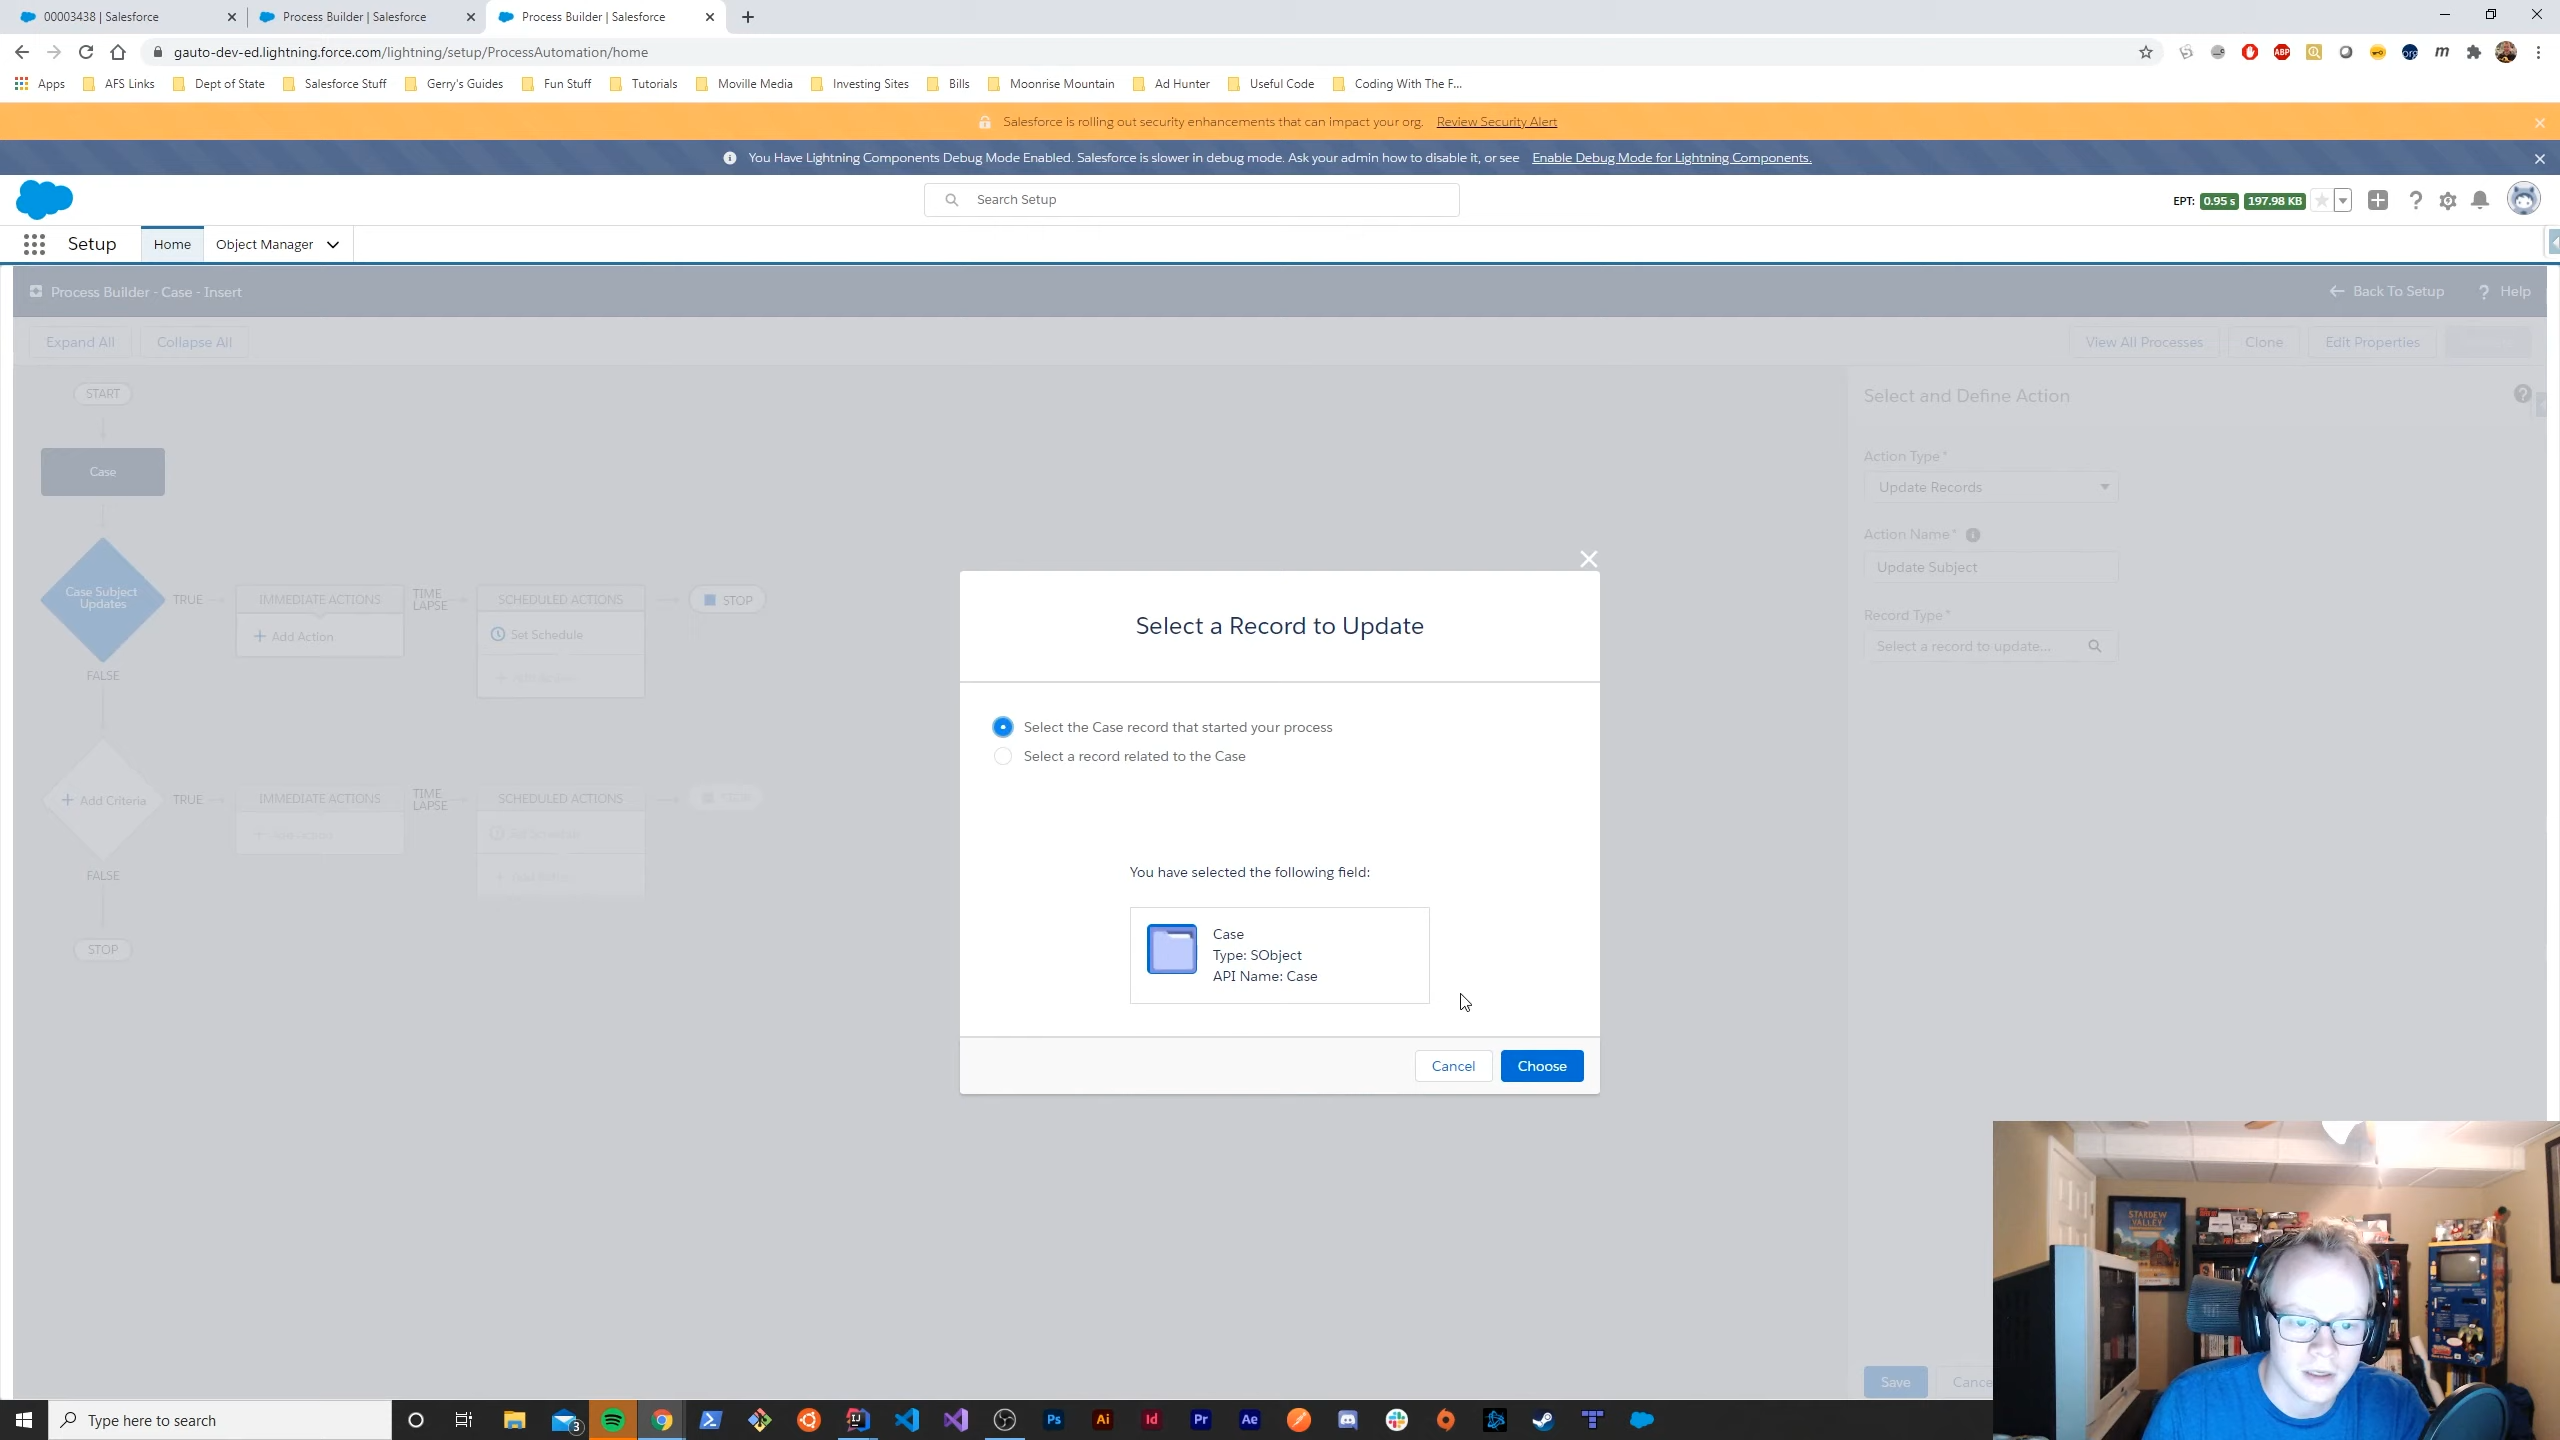 00003438 | Salesforce
Process Builder | Salesforce
Process Builder | Salesforce
gauto-dev-ed.lightning.force.com/lightning/setup/ProcessAutomation/home
Apps
AFS Links
Dept of State
Salesforce Stuff
Gerry's Guides
Fun Stuff
Tutorials
Moville Media
Investing Sites
Bills
Moonrise Mountain
Ad Hunter
Useful Code
Coding With The F...
Salesforce is rolling out security enhancements that can impact your org. Review Security Alert
You Have Lightning Components Debug Mode Enabled. Salesforce is slower in debug mode. Ask your admin how to disable it, or see Enable Debug Mode for Lightning Components.
Search Setup
EPT: 0.95 s 197.98 KB
Setup
Home
Object Manager
Process Builder - Case - Insert
Back To Setup
Help
Expand All
Collapse All
View All Processes
Clone
Edit Properties
START
Case
Case Subject
Updates
TRUE
IMMEDIATE ACTIONS
+ Add Action
TIME
LAPSE
SCHEDULED ACTIONS
Set Schedule
STOP
FALSE
+ Add Criteria
TRUE
IMMEDIATE ACTIONS
TIME
LAPSE
SCHEDULED ACTIONS
FALSE
STOP
Select and Define Action
Action Type*
Update Records
Action Name*
Update Subject
Record Type*
Select a record to update...
Select a Record to Update
Select the Case record that started your process
Select a record related to the Case
You have selected the following field:
Case
Type: SObject
API Name: Case
Cancel
Choose
Save
STARDEW
VALLEY
Type here to search
3
Ps
Ai
Id
Pr
Ae